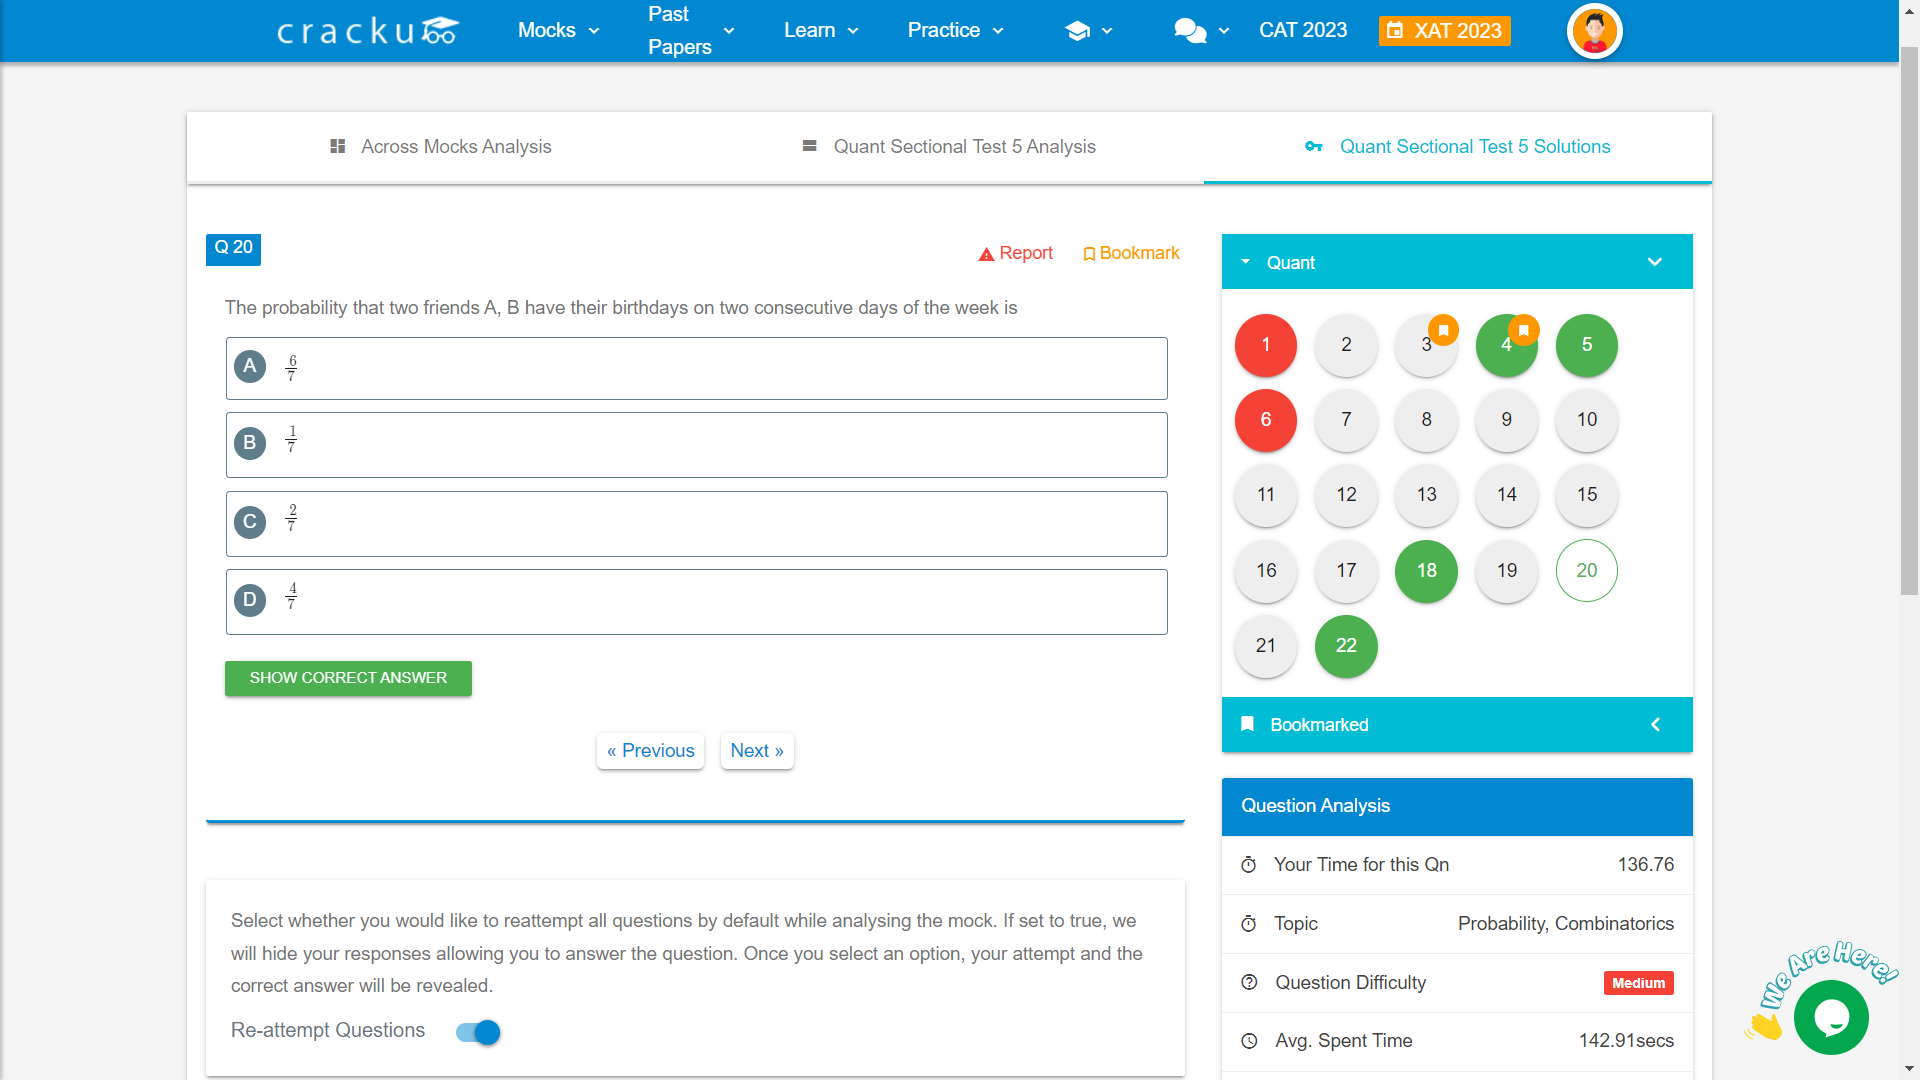 cracku
Mocks
Past
Papers
Learn
Practice
CAT 2023
XAT 2023
Across Mocks Analysis
Quant Sectional Test 5 Analysis
Quant Sectional Test 5 Solutions
Q 20
Report
Bookmark
The probability that two friends A, B have their birthdays on two consecutive days of the week is
A 6/7
B 1/7
C 2/7
D 4/7
SHOW CORRECT ANSWER
« Previous
Next »
Select whether you would like to reattempt all questions by default while analysing the mock. If set to true, we
will hide your responses allowing you to answer the question. Once you select an option, your attempt and the
correct answer will be revealed.
Re-attempt Questions
Quant
1 2 3 4 5
6 7 8 9 10
11 12 13 14 15
16 17 18 19 20
21 22
Bookmarked
Question Analysis
Your Time for this Qn 136.76
Topic Probability, Combinatorics
Question Difficulty Medium
Avg. Spent Time 142.91secs
We Are Here!